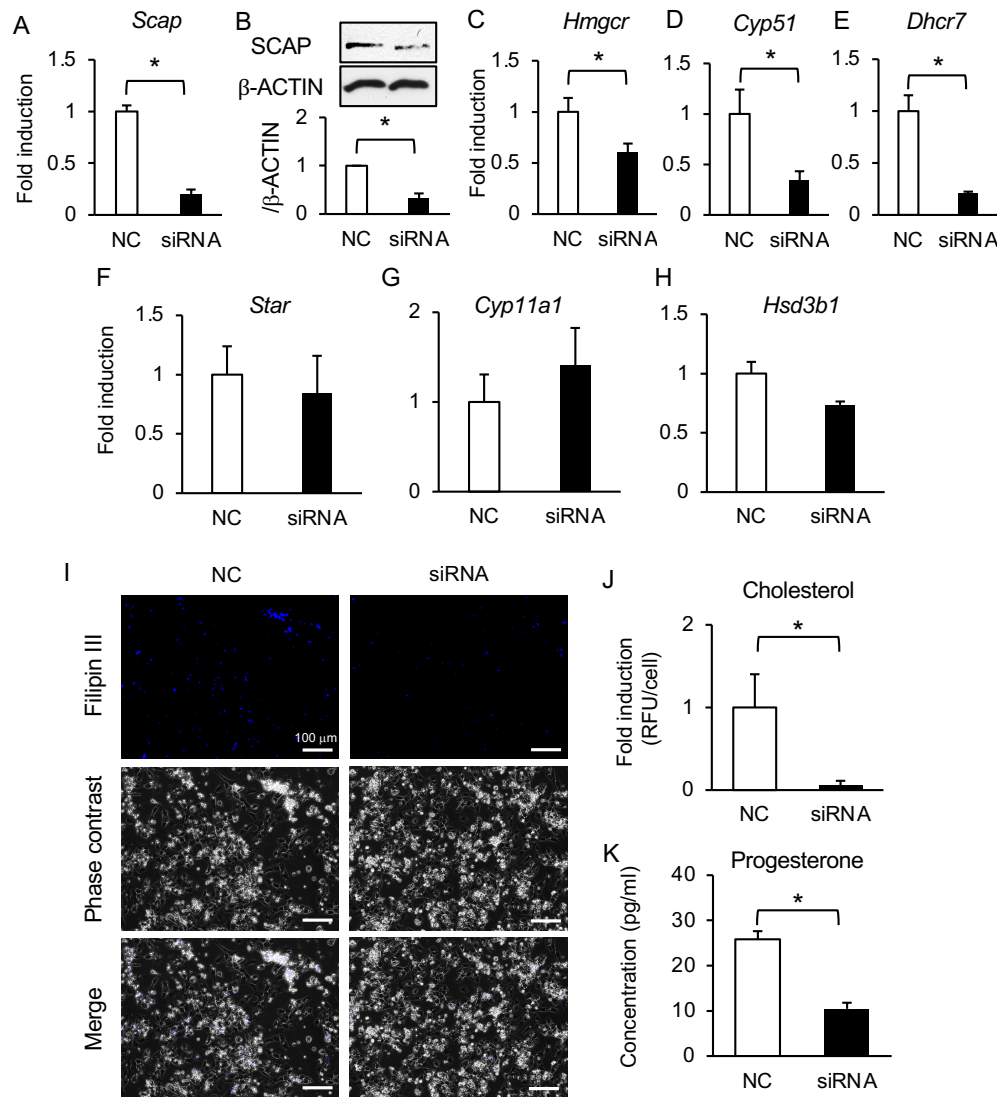 A
Scap
Fold induction
1.5
1
0.5
0
*
NC siRNA
B
SCAP
β-ACTIN
/β-ACTIN
2
1
0
*
NC siRNA
C
Hmgcr
Fold induction
1.5
1
0.5
0
*
NC siRNA
D
Cyp51
1.5
1
0.5
0
*
NC siRNA
E
Dhcr7
1.5
1
0.5
0
*
NC siRNA
F
Star
Fold induction
1.5
1
0.5
0
NC siRNA
G
Cyp11a1
2
1
0
NC siRNA
H
Hsd3b1
1.5
1
0.5
0
NC siRNA
I
NC siRNA
Filipin III
100 μm
Phase contrast
Merge
J
Cholesterol
Fold induction
(RFU/cell)
2
1
0
*
NC siRNA
K
Progesterone
Concentration (pg/ml)
40
30
20
10
0
*
NC siRNA